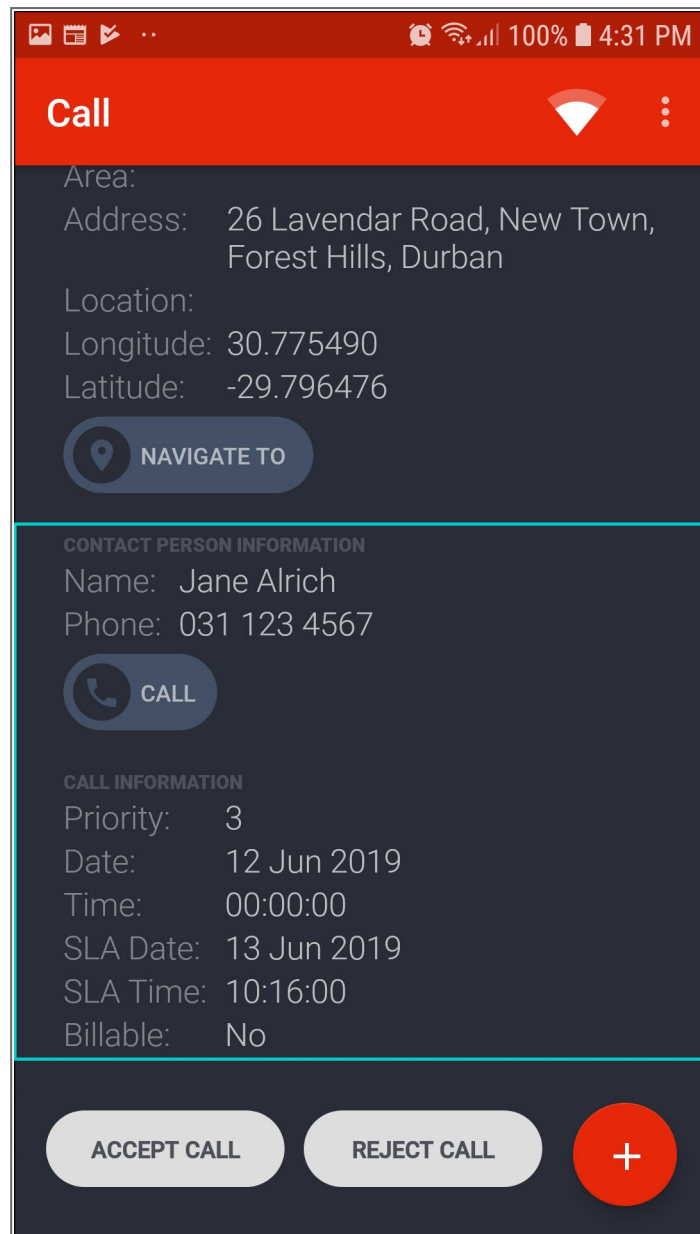 100% 4:31 PM
Call
Area:
Address: 26 Lavendar Road, New Town,
Forest Hills, Durban
Location:
Longitude: 30.775490
Latitude: -29.796476
NAVIGATE TO
CONTACT PERSON INFORMATION
Name: Jane Alrich
Phone: 031 123 4567
CALL
CALL INFORMATION
Priority: 3
Date: 12 Jun 2019
Time: 00:00:00
SLA Date: 13 Jun 2019
SLA Time: 10:16:00
Billable: No
ACCEPT CALL REJECT CALL +